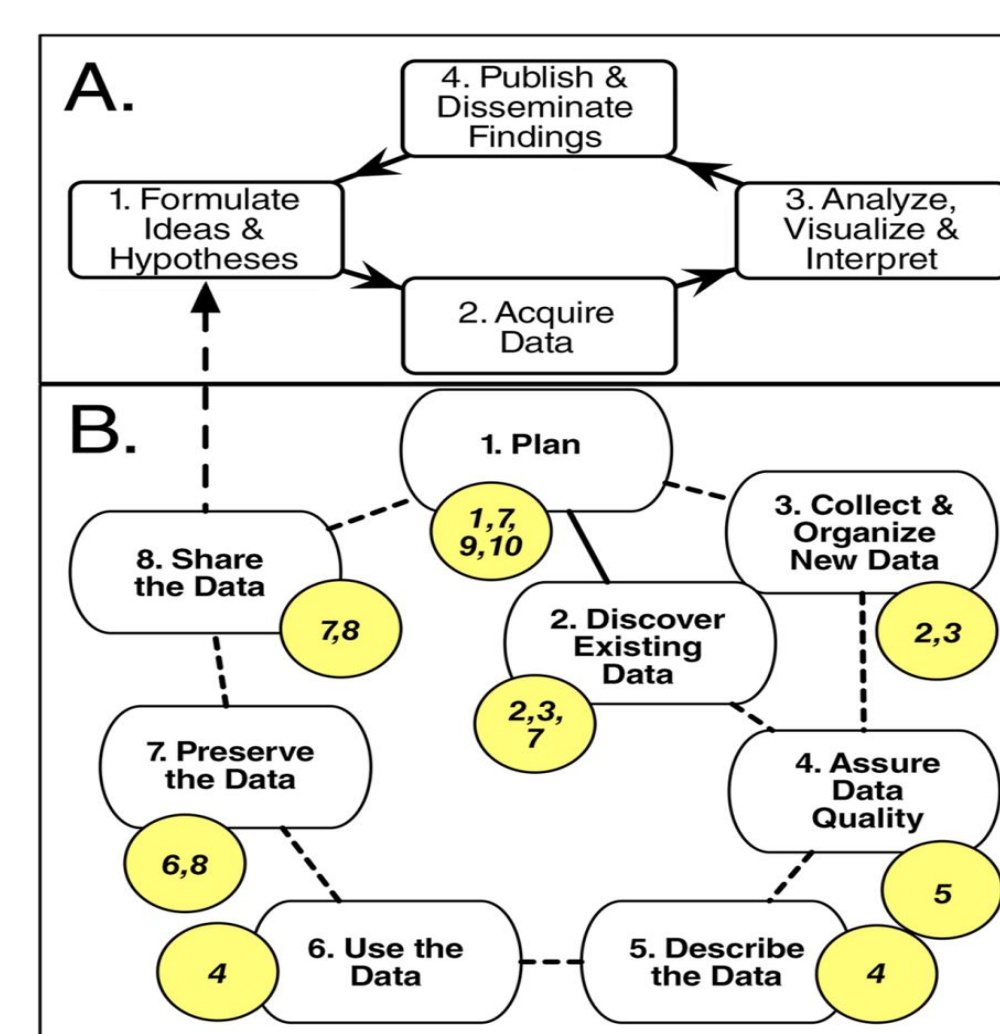 A.
4. Publish &
Disseminate
Findings
1. Formulate
Ideas &
Hypotheses
3. Analyze,
Visualize &
Interpret
2. Acquire
Data
B.
1. Plan
1,7,
9,10
3. Collect &
Organize
New Data
2,3
8. Share
the Data
7,8
2. Discover
Existing
Data
2,3,
7
7. Preserve
the Data
6,8
4. Assure
Data
Quality
5
6. Use the
Data
4
5. Describe
the Data
4